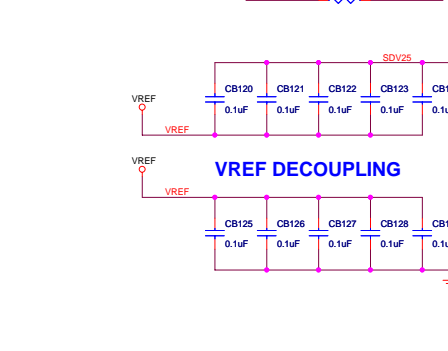 SDV25
CB120 CB121 CB122 CB123
0.1uF 0.1uF 0.1uF 0.1uF
VREF
VREF
VREF DECOUPLING
VREF
VREF
CB125 CB126 CB127 CB128
0.1uF 0.1uF 0.1uF 0.1uF